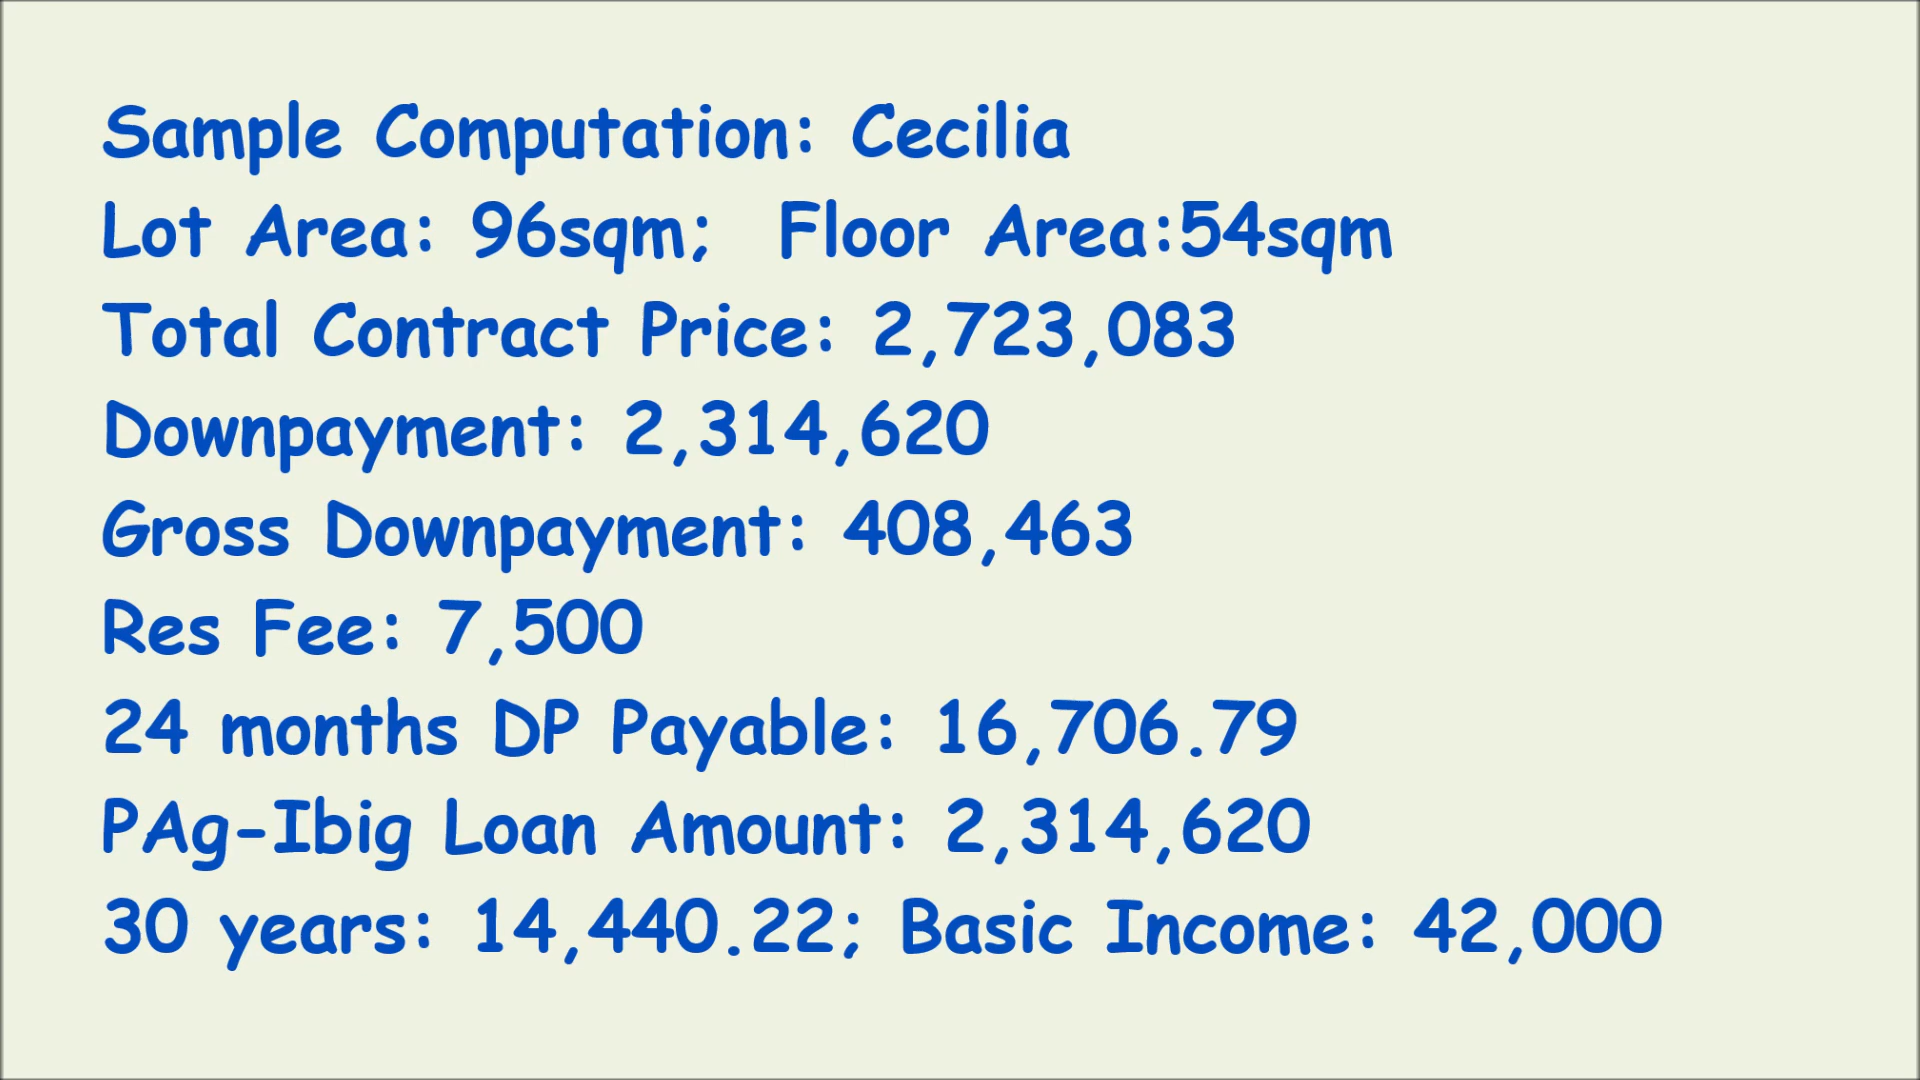 Sample Computation: Cecilia
Lot Area: 96sqm;  Floor Area:54sqm
Total Contract Price: 2,723,083
Downpayment: 2,314,620
Gross Downpayment: 408,463
Res Fee: 7,500
24 months DP Payable: 16,706.79
PAg-Ibig Loan Amount: 2,314,620
30 years: 14,440.22; Basic Income: 42,000